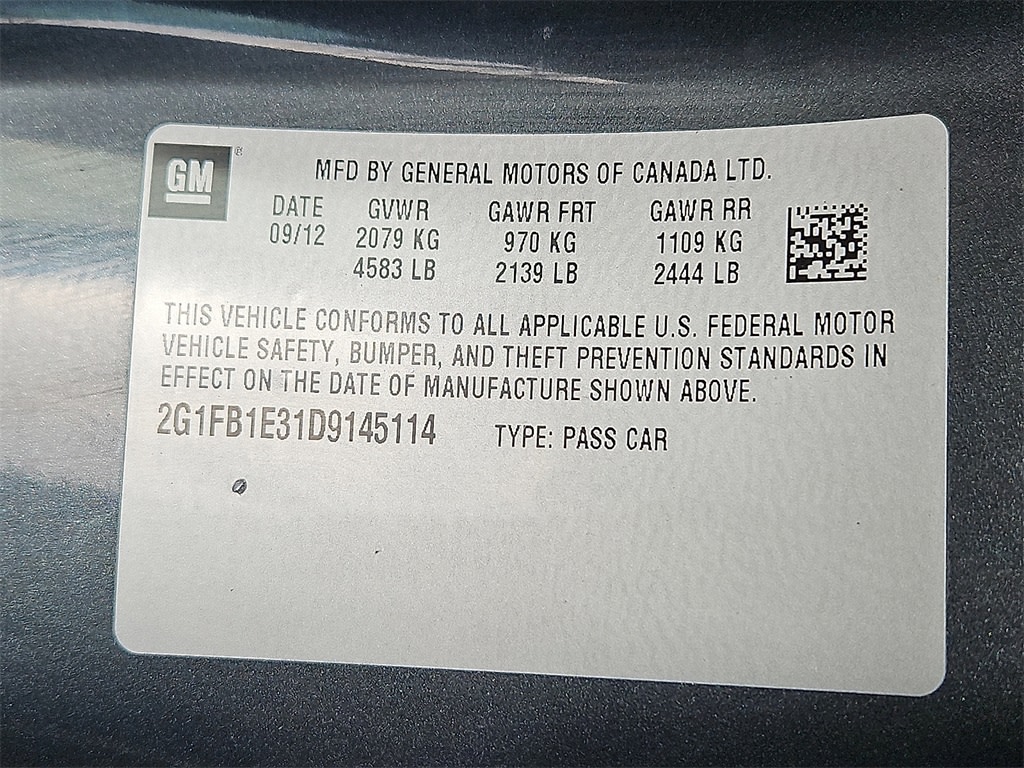 GM®
MFD BY GENERAL MOTORS OF CANADA LTD.
DATE GVWR GAWR FRT GAWR RR
09/12 2079 KG 970 KG 1109 KG
4583 LB 2139 LB 2444 LB
THIS VEHICLE CONFORMS TO ALL APPLICABLE U.S. FEDERAL MOTOR
VEHICLE SAFETY, BUMPER, AND THEFT PREVENTION STANDARDS IN
EFFECT ON THE DATE OF MANUFACTURE SHOWN ABOVE.
2G1FB1E31D9145114 TYPE: PASS CAR